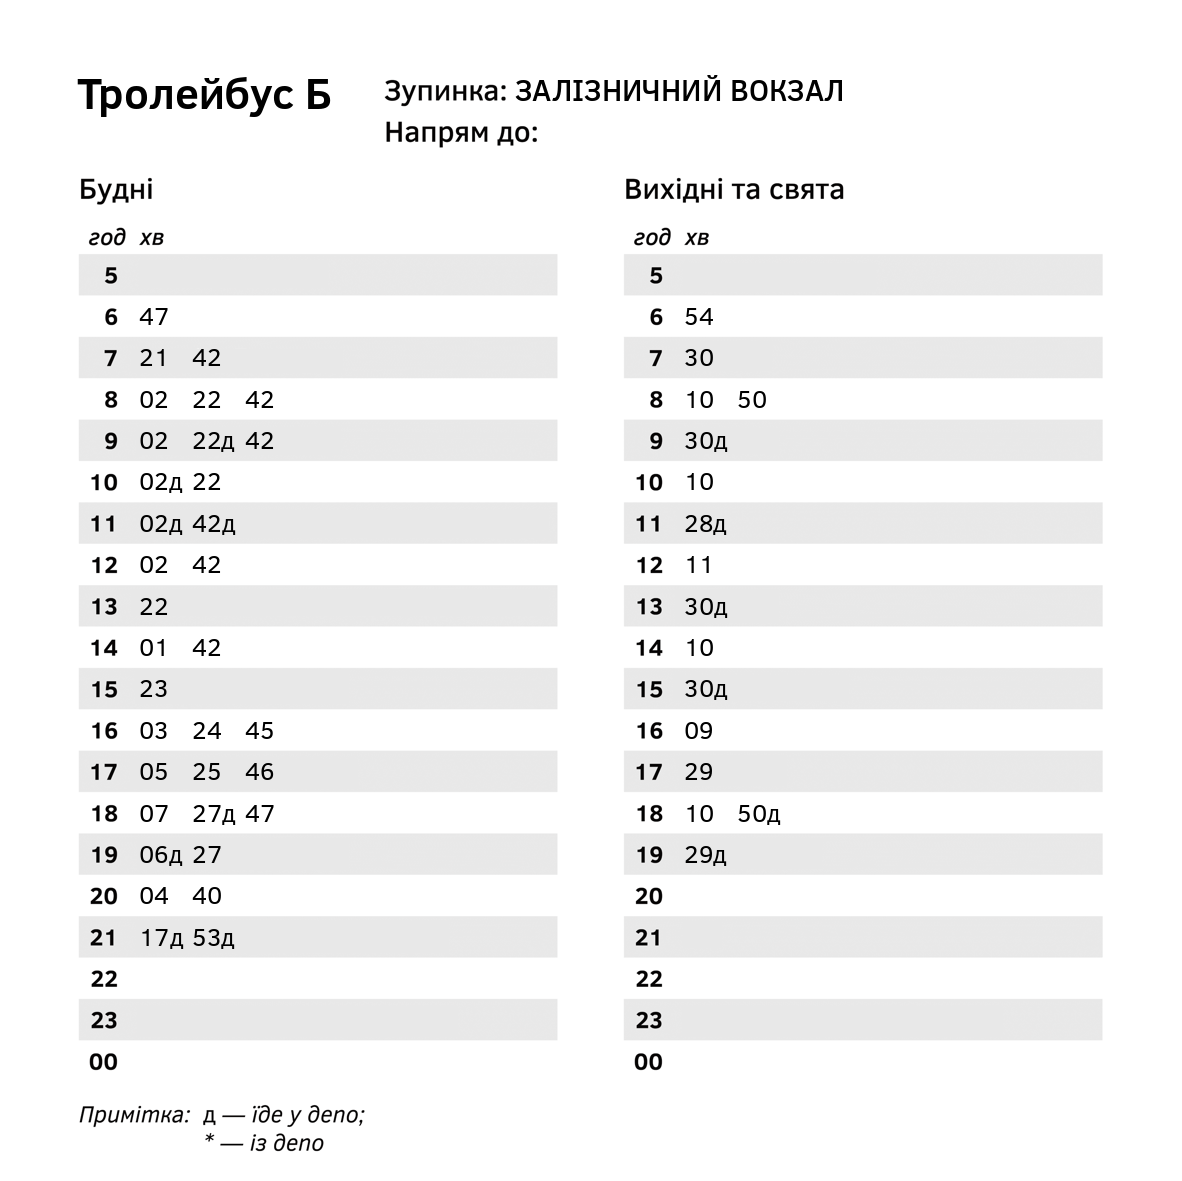 Тролейбус Б
Зупинка: ЗАЛІЗНИЧНИЙ ВОКЗАЛ
Напрям до:
Будні
год хв
5
6 47
7 21 42
8 02 22 42
9 02 22д 42
10 02д 22
11 02д 42д
12 02 42
13 22
14 01 42
15 23
16 03 24 45
17 05 25 46
18 07 27д 47
19 06д 27
20 04 40
21 17д 53д
22
23
00
Вихідні та свята
год хв
5
6 54
7 30
8 10 50
9 30д
10 10
11 28д
12 11
13 30д
14 10
15 30д
16 09
17 29
18 10 50д
19 29д
20
21
22
23
00
Примітка: д — їде у депо;
* — із депо